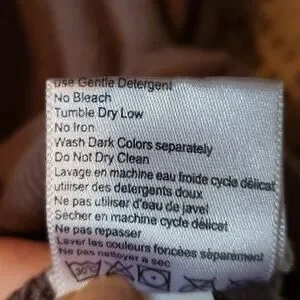 use Gentle Detergent
No Bleach
Tumble Dry Low
No Iron
Wash Dark Colors separately
Do Not Dry Clean
Lavage en machine eau froide cycle délicat
utiliser des detergents doux
Ne pas utiliser d'eau de javel
Secher en machine cycle délicat
Ne pas repasser
Laver les couleurs foncées séparément
Ne pas nettoyer a sec
30°C